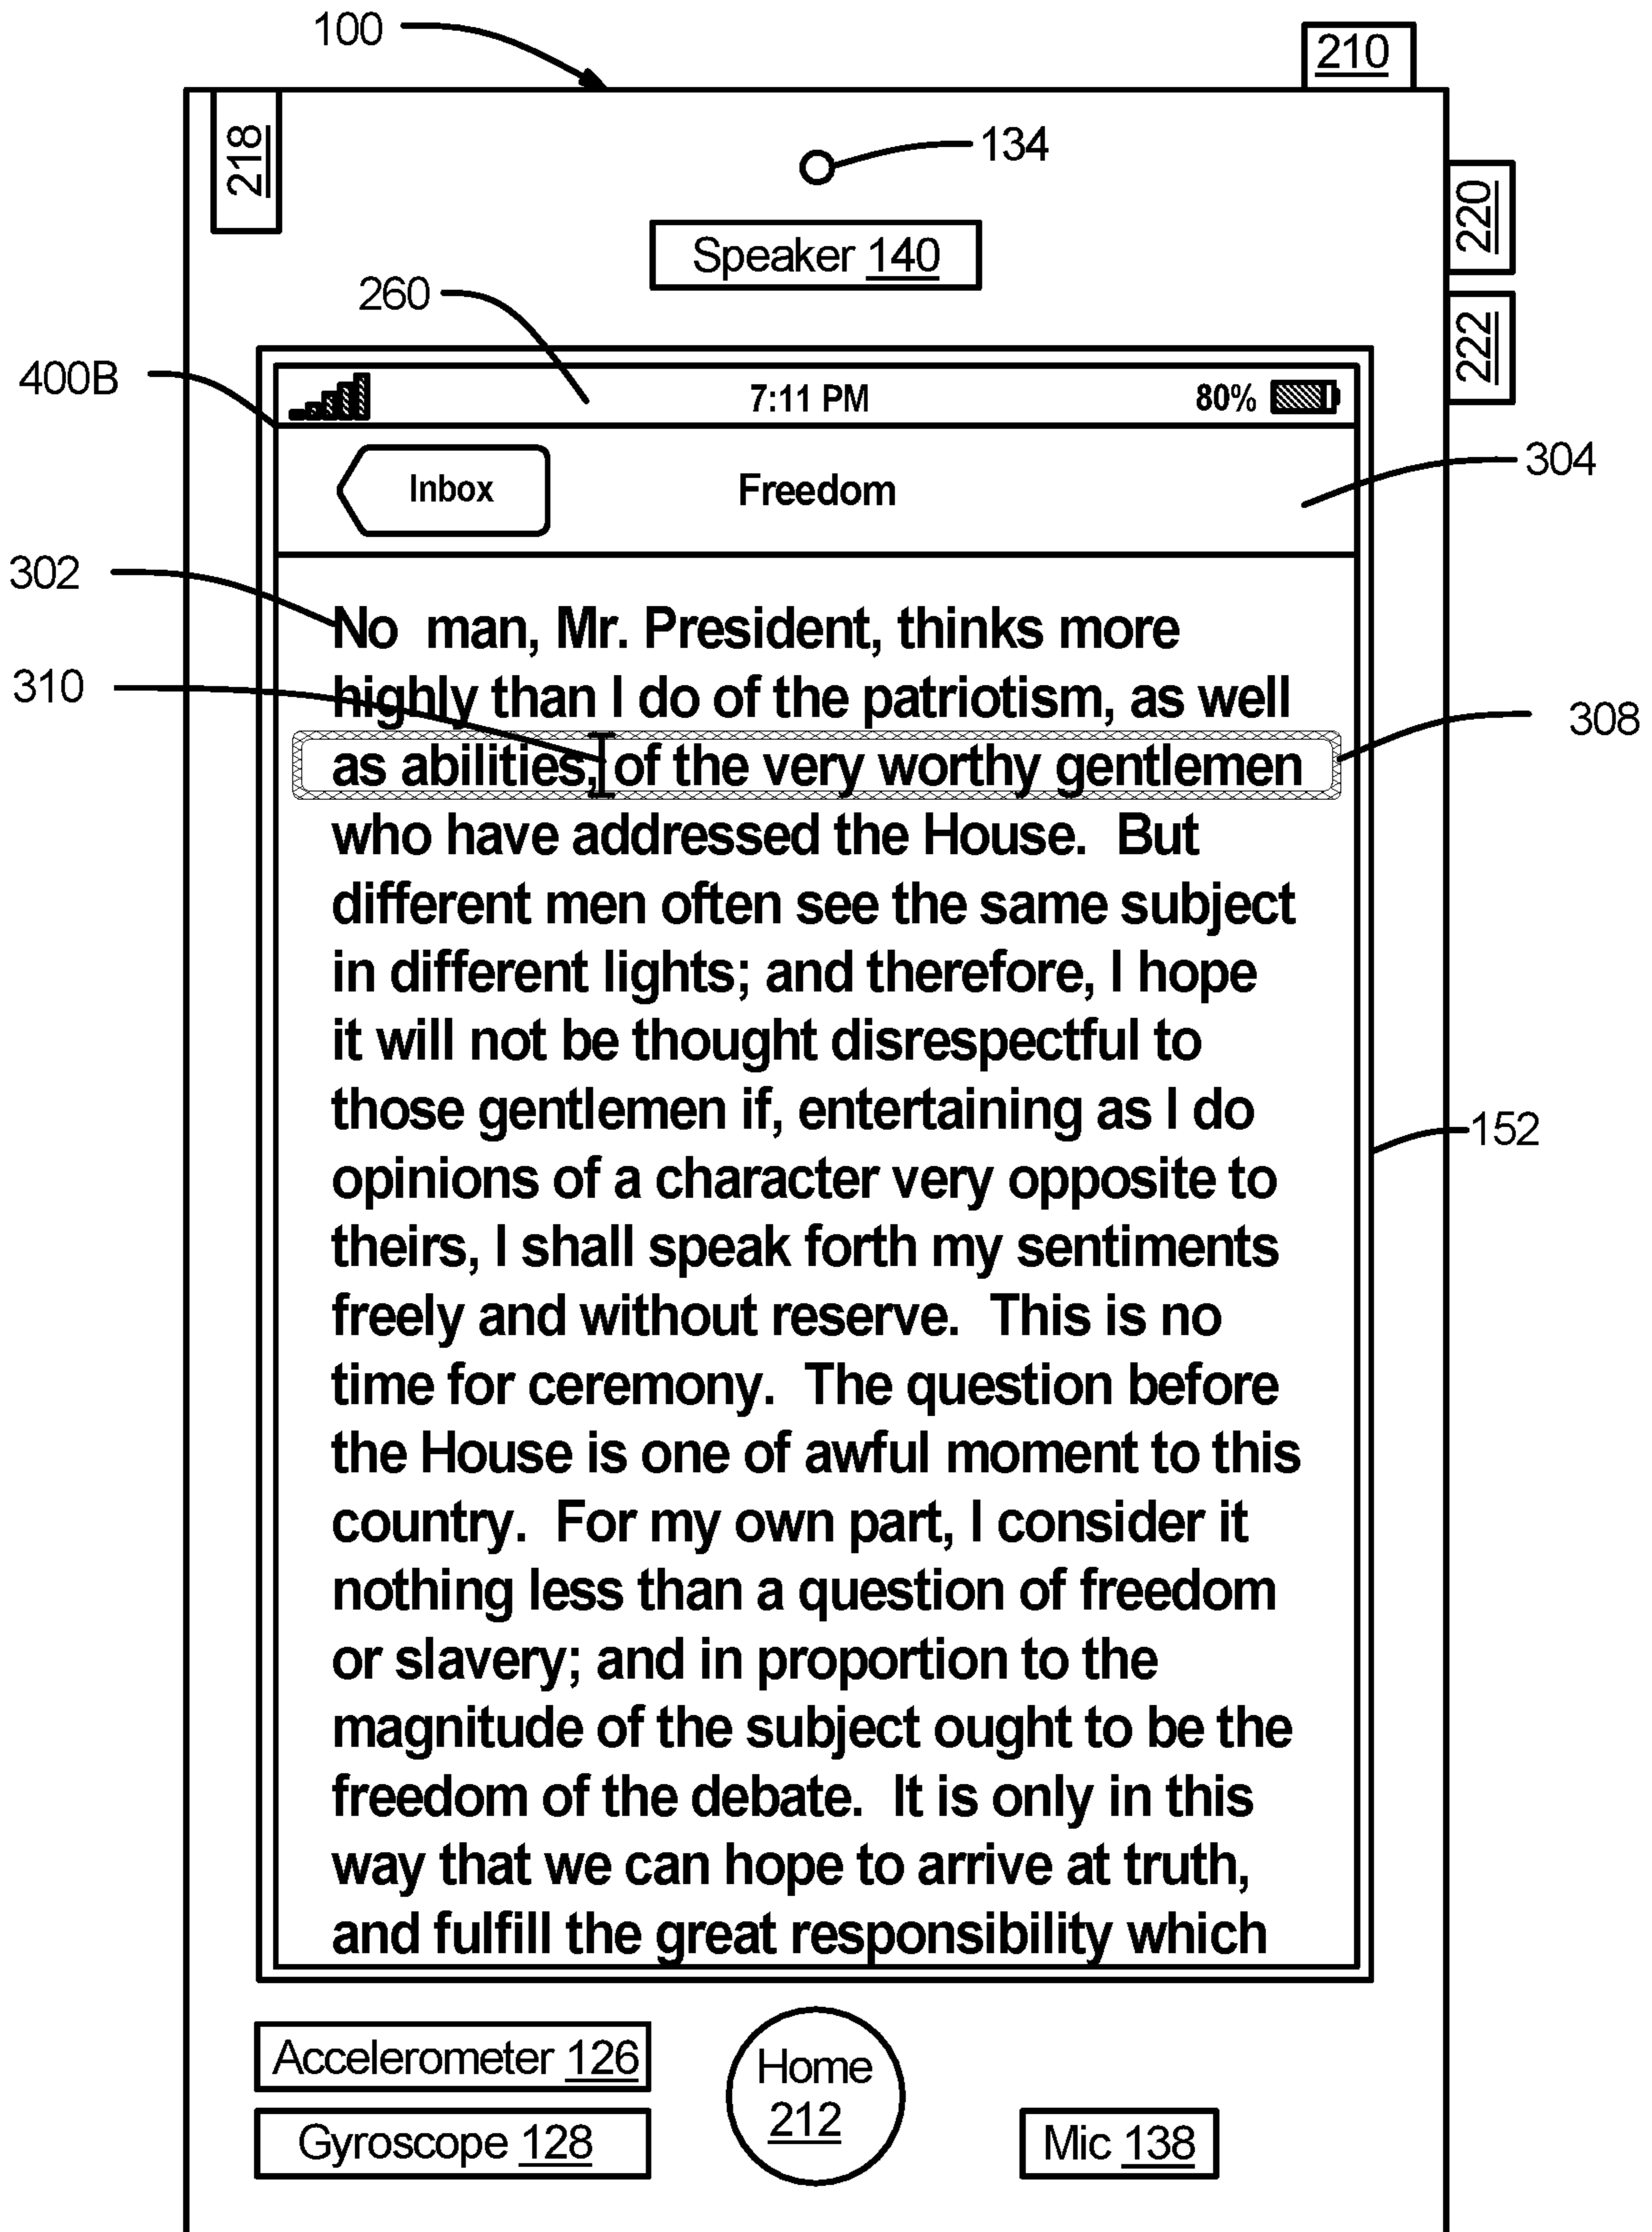 100
210
218
134
220
Speaker 140
260
222
400B
7:11 PM
80%
304
Inbox
Freedom
302
No  man, Mr. President, thinks more
310
highly than I do of the patriotism, as well
308
as abilities, of the very worthy gentlemen
who have addressed the House.  But
different men often see the same subject
in different lights; and therefore, I hope
it will not be thought disrespectful to
those gentlemen if, entertaining as I do
152
opinions of a character very opposite to
theirs, I shall speak forth my sentiments
freely and without reserve.  This is no
time for ceremony.  The question before
the House is one of awful moment to this
country.  For my own part, I consider it
nothing less than a question of freedom
or slavery; and in proportion to the
magnitude of the subject ought to be the
freedom of the debate.  It is only in this
way that we can hope to arrive at truth,
and fulfill the great responsibility which
Accelerometer 126
Home
212
Gyroscope 128
Mic 138